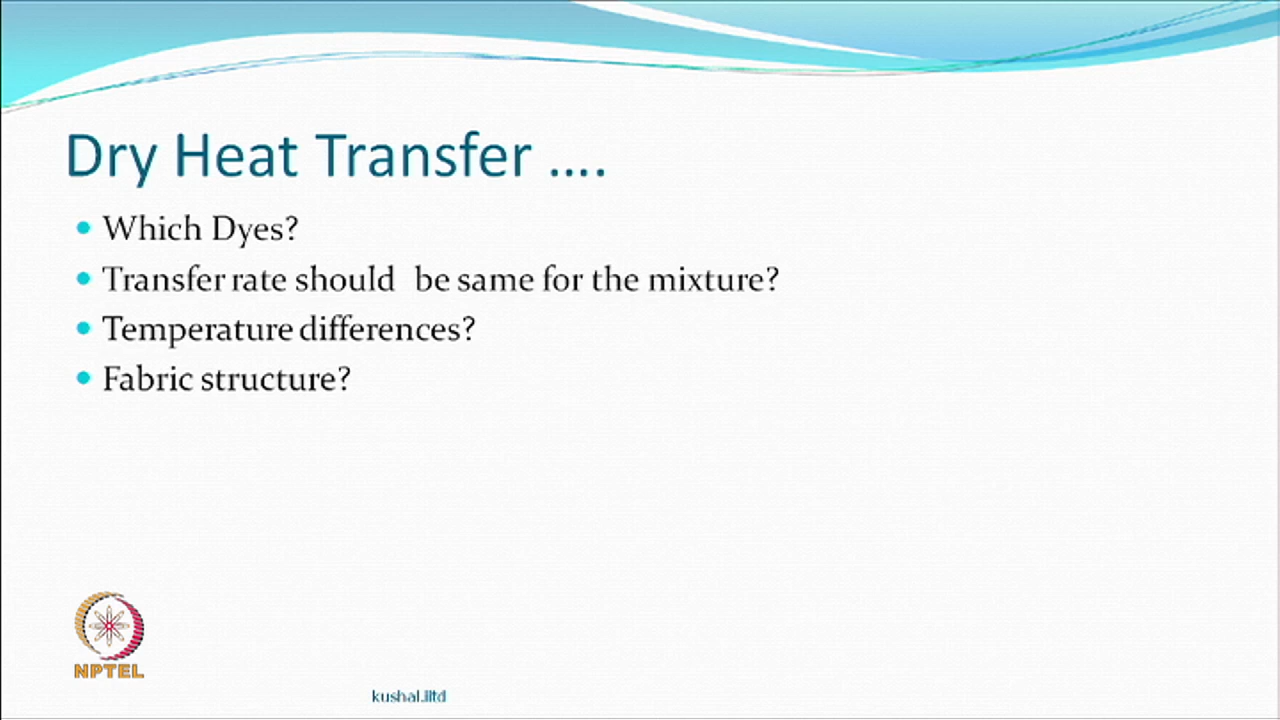 Dry Heat Transfer ....
Which Dyes?
Transfer rate should be same for the mixture?
Temperature differences?
Fabric structure?
NPTEL
kushal.iitd